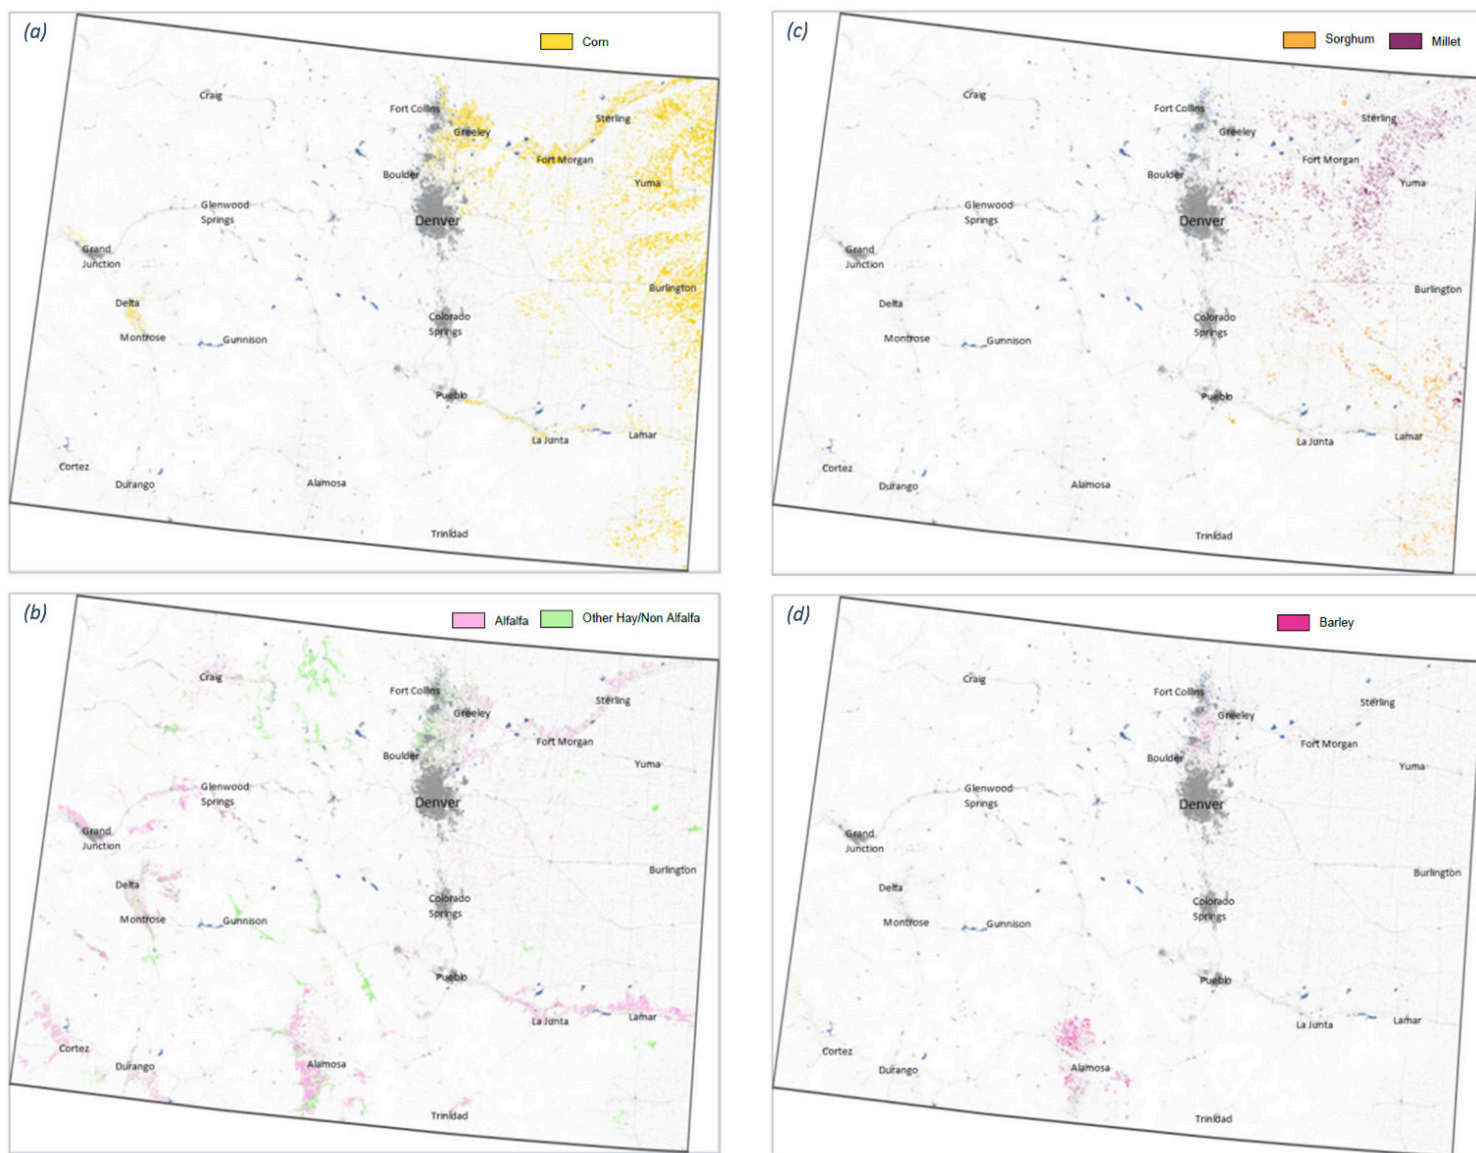 (a)
Corn
Craig
Fort Collins
Greeley
Sterling
Fort Morgan
Boulder
Yuma
Glenwood
Springs
Denver
Grand
Junction
Burlington
Delta
Colorado
Springs
Montrose
Gunnison
Pueblo
La Junta
Lamar
Cortez
Durango
Alamosa
Trinidad
(c)
Sorghum
Millet
Craig
Fort Collins
Greeley
Sterling
Fort Morgan
Boulder
Yuma
Glenwood
Springs
Denver
Grand
Junction
Burlington
Delta
Colorado
Springs
Montrose
Gunnison
Pueblo
La Junta
Lamar
Cortez
Durango
Alamosa
Trinidad
(b)
Alfalfa
Other Hay/Non Alfalfa
Craig
Fort Collins
Greeley
Sterling
Fort Morgan
Boulder
Yuma
Glenwood
Springs
Denver
Grand
Junction
Burlington
Delta
Colorado
Springs
Montrose
Gunnison
Pueblo
La Junta
Lamar
Cortez
Durango
Alamosa
Trinidad
(d)
Barley
Craig
Fort Collins
Greeley
Sterling
Fort Morgan
Boulder
Yuma
Glenwood
Springs
Denver
Grand
Junction
Burlington
Delta
Colorado
Springs
Montrose
Gunnison
Pueblo
La Junta
Lamar
Cortez
Durango
Alamosa
Trinidad